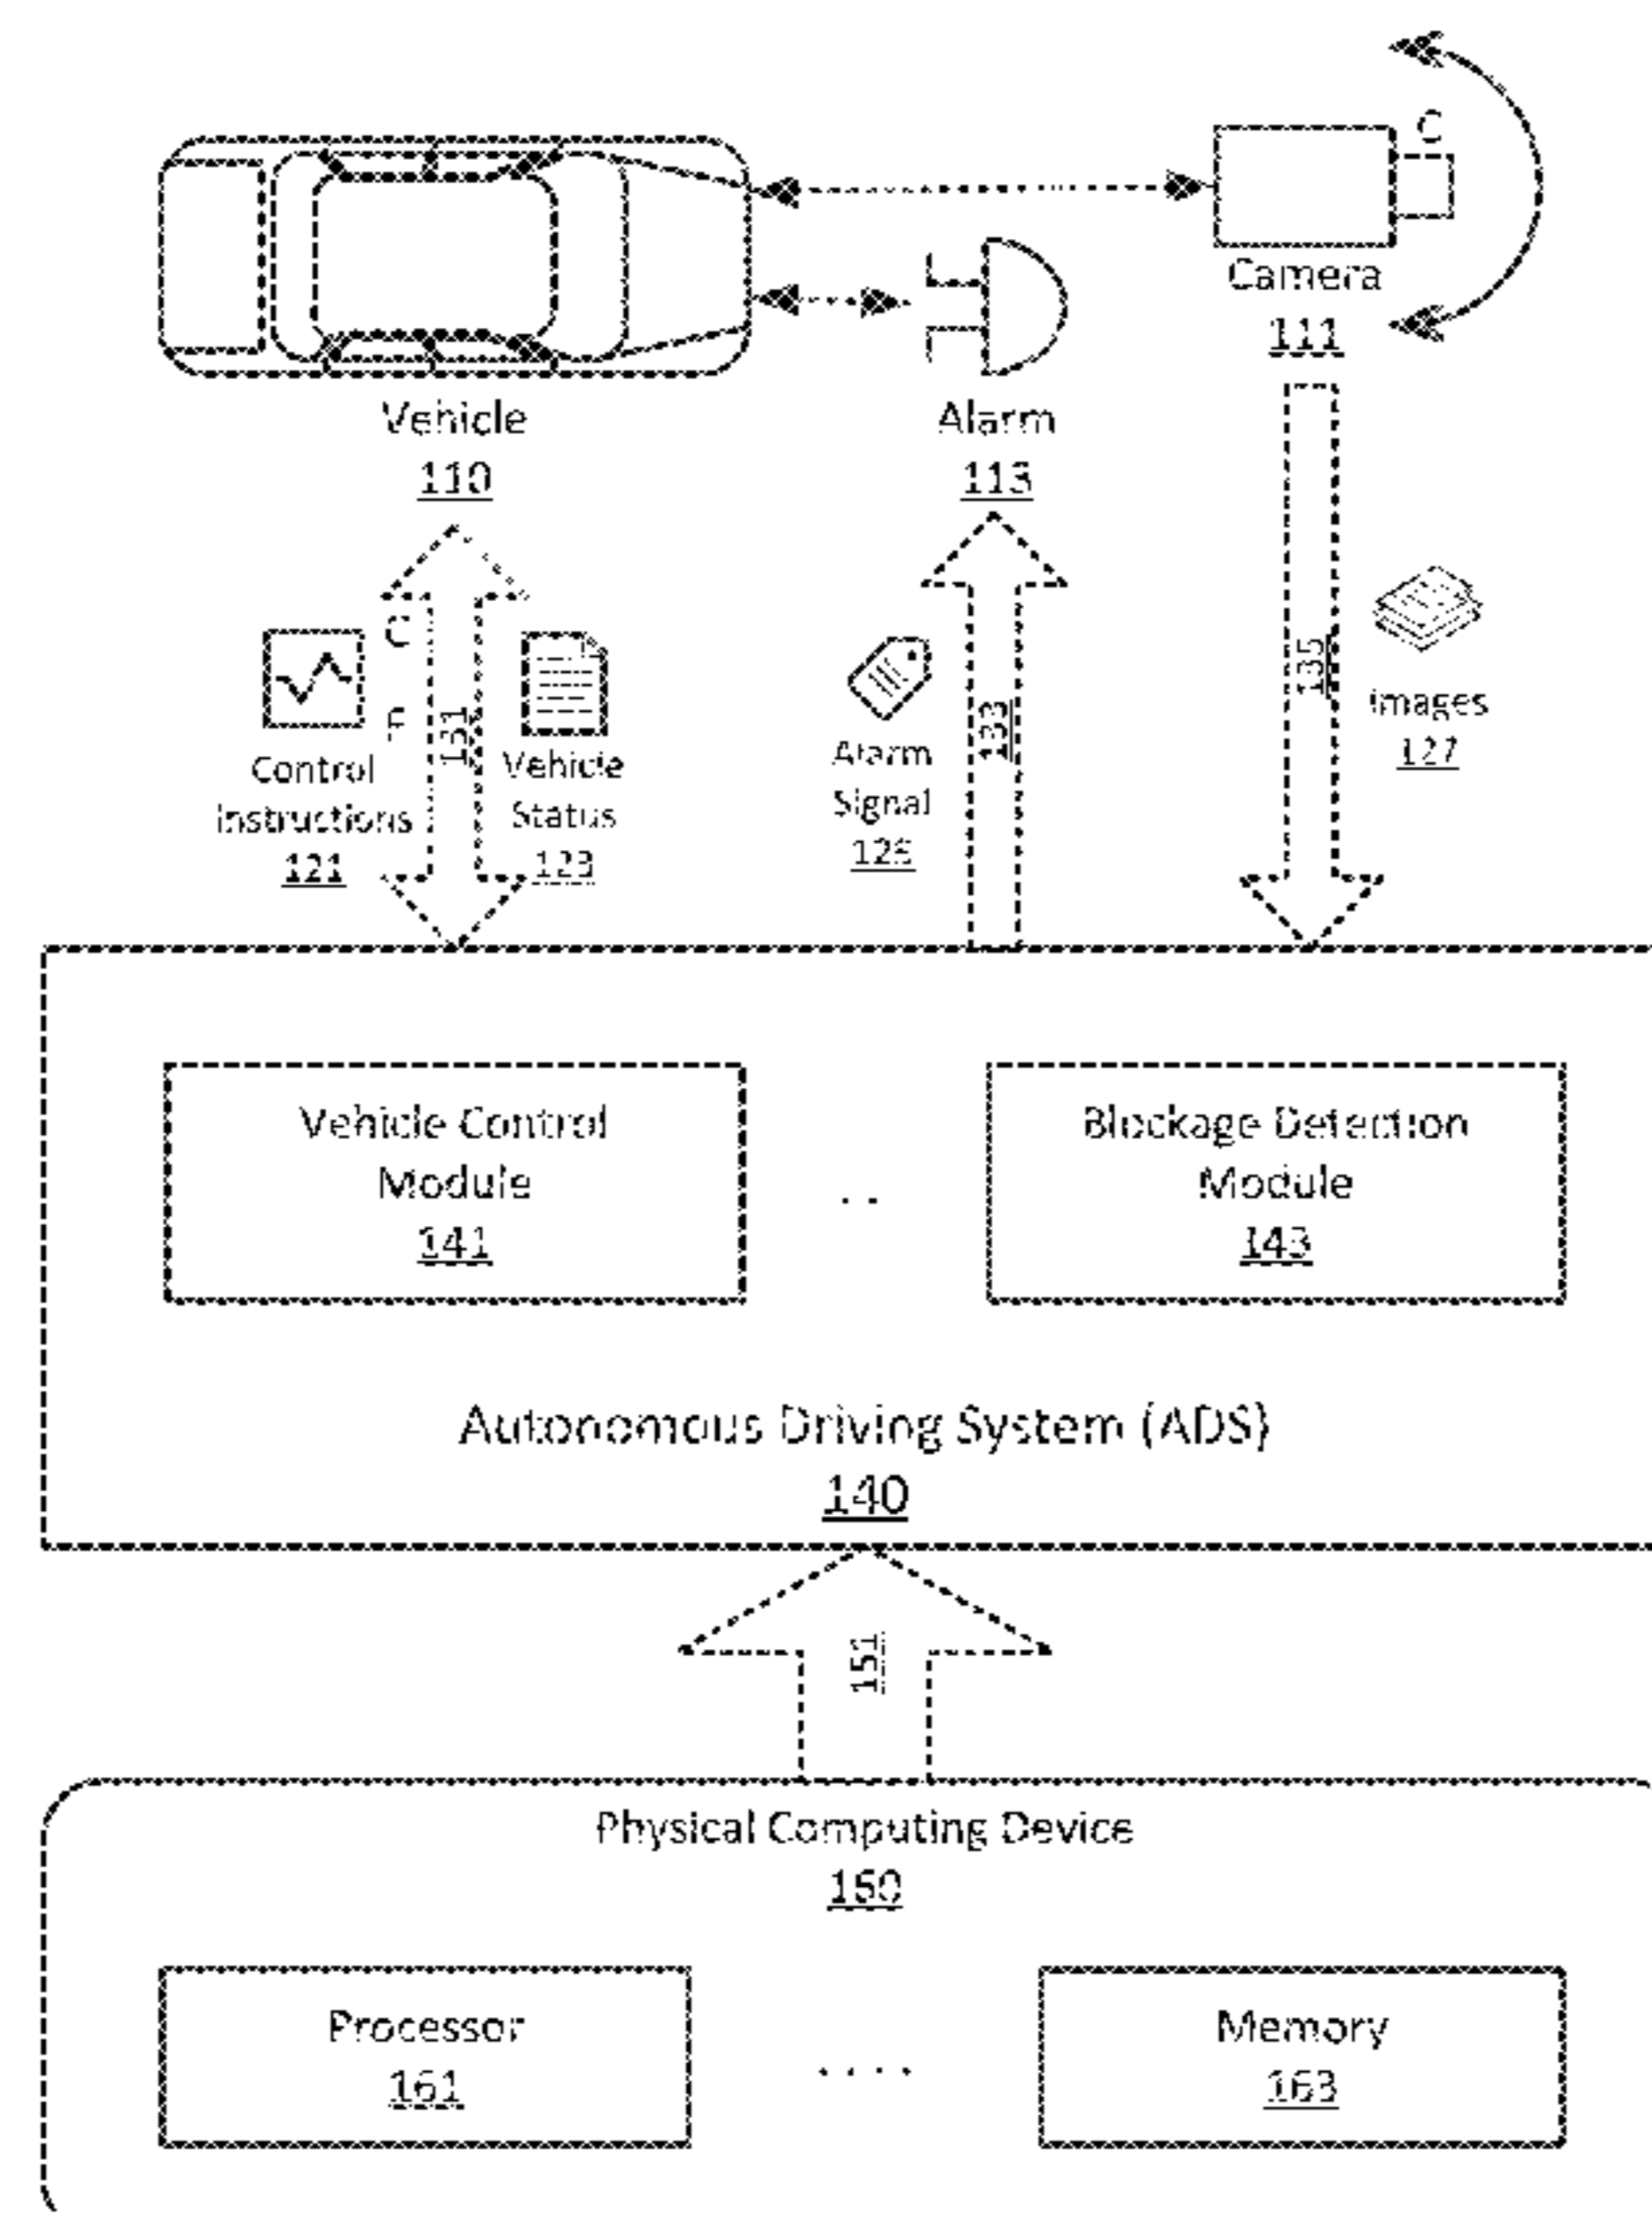 C
Camera
111
Vehicle
110
Alarm
113
C
F
131
Control
Instructions
121
Vehicle
Status
123
Alarm
Signal
133
135
Images
127
Vehicle Control
Module
141
. .
Blockage Detection
Module
143
Autonomous Driving System (ADS)
140
151
Physical Computing Device
160
Processor
161
. . . .
Memory
163